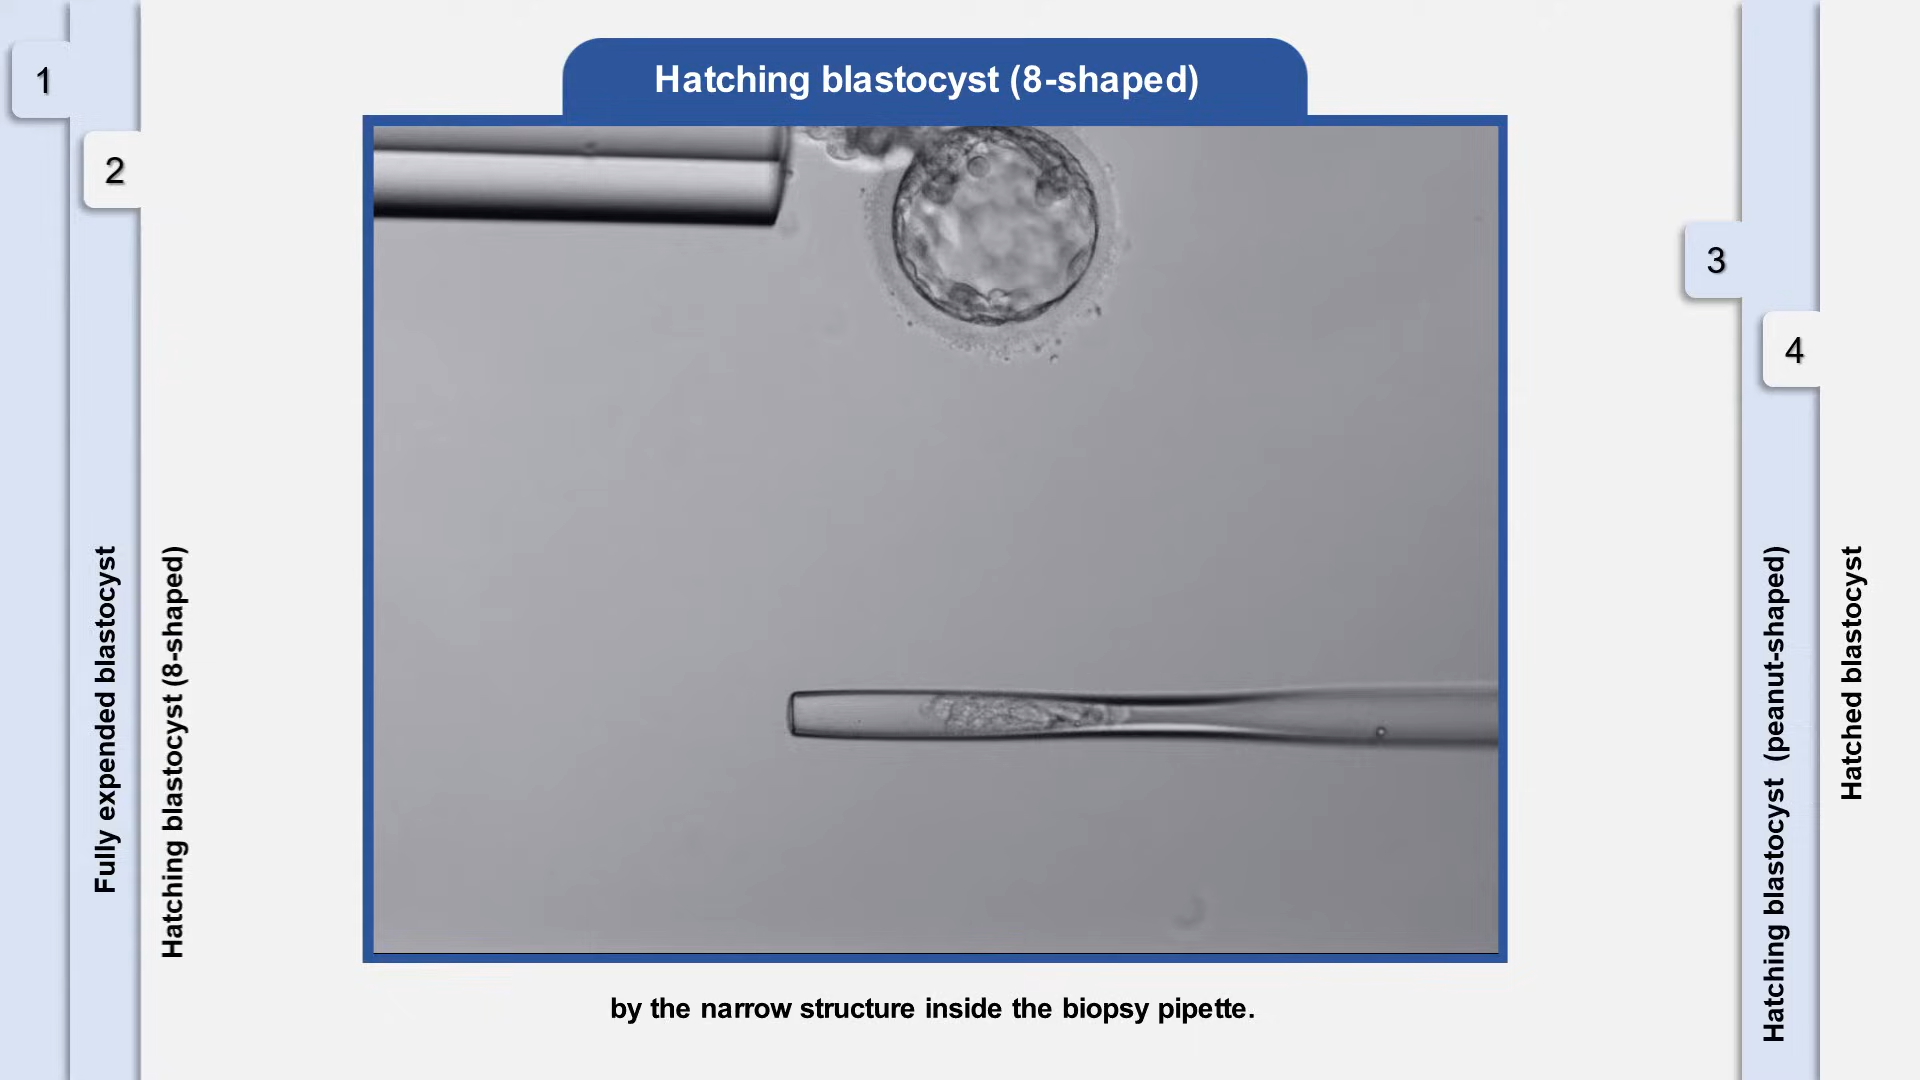 1
2
Fully expended blastocyst
Hatching blastocyst (8-shaped)
Hatching blastocyst (8-shaped)
by the narrow structure inside the biopsy pipette.
3
4
Hatching blastocyst (peanut-shaped)
Hatched blastocyst